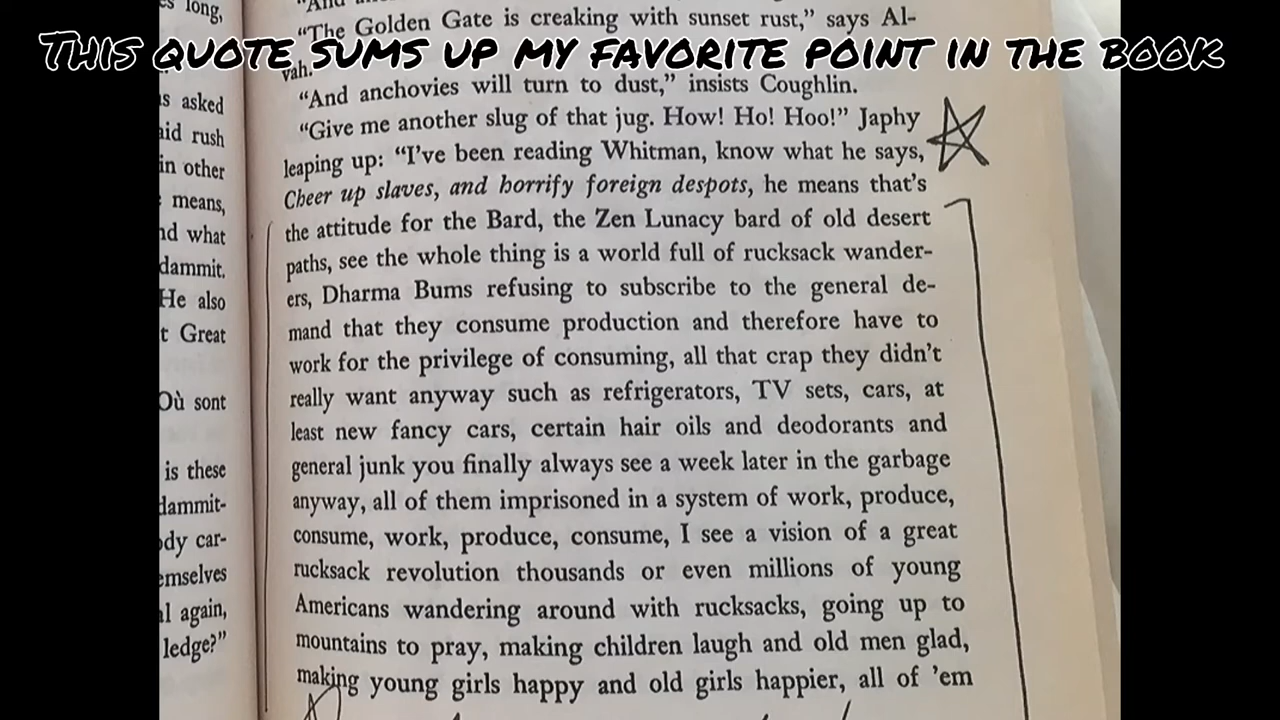 THIS QUOTE SUMS UP MY FAVORITE POINT IN THE BOOK
es long,
s asked
aid rush
in other
means,
nd what
dammit.
He also
t Great
Où sont
is these
dammit-
ody car-
emselves
al again,
ledge?"
"The Golden Gate is creaking with sunset rust," says Al-
vah.
"And anchovies will turn to dust," insists Coughlin.
"Give me another slug of that jug. How! Ho! Hoo!" Japhy
leaping up: "I've been reading Whitman, know what he says,
Cheer up slaves, and horrify foreign despots, he means that's
the attitude for the Bard, the Zen Lunacy bard of old desert
paths, see the whole thing is a world full of rucksack wander-
ers, Dharma Bums refusing to subscribe to the general de-
mand that they consume production and therefore have to
work for the privilege of consuming, all that crap they didn't
really want anyway such as refrigerators, TV sets, cars, at
least new fancy cars, certain hair oils and deodorants and
general junk you finally always see a week later in the garbage
anyway, all of them imprisoned in a system of work, produce,
consume, work, produce, consume, I see a vision of a great
rucksack revolution thousands or even millions of young
Americans wandering around with rucksacks, going up to
mountains to pray, making children laugh and old men glad,
making young girls happy and old girls happier, all of 'em